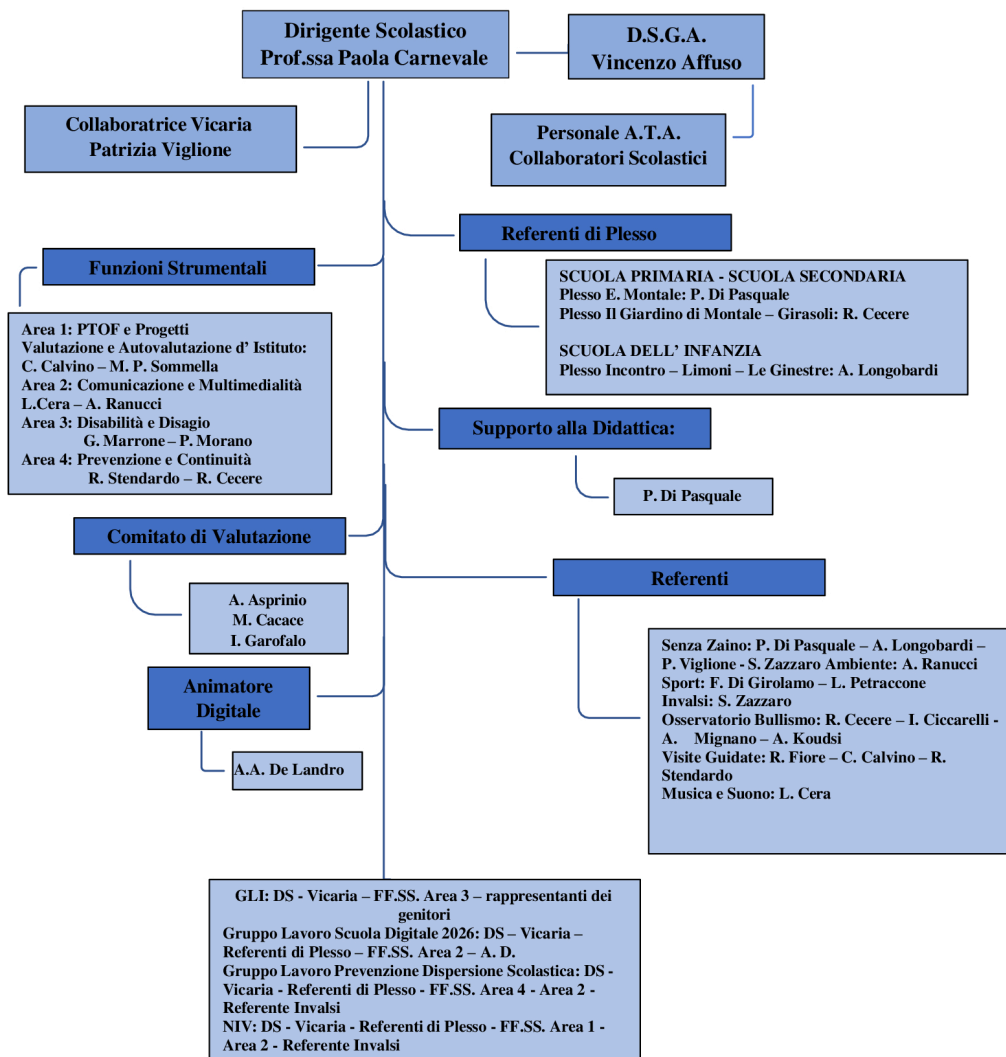 Dirigente Scolastico
Prof.ssa Paola Carnevale
D.S.G.A.
Vincenzo Affuso
Collaboratrice Vicaria
Patrizia Viglione
Personale A.T.A.
Collaboratori Scolastici
Referenti di Plesso
Funzioni Strumentali
SCUOLA PRIMARIA - SCUOLA SECONDARIA
Plesso E. Montale: P. Di Pasquale
Plesso Il Giardino di Montale – Girasoli: R. Cecere
SCUOLA DELL’ INFANZIA
Plesso Incontro – Limoni – Le Ginestre: A. Longobardi
Area 1: PTOF e Progetti
Valutazione e Autovalutazione d’ Istituto:
C. Calvino – M. P. Sommella
Area 2: Comunicazione e Multimedialità
L.Cera – A. Ranucci
Area 3: Disabilità e Disagio
G. Marrone – P. Morano
Area 4: Prevenzione e Continuità
R. Stendardo – R. Cecere
Supporto alla Didattica:
P. Di Pasquale
Comitato di Valutazione
A. Asprinio
M. Cacace
I. Garofalo
Referenti
Senza Zaino: P. Di Pasquale – A. Longobardi –
P. Viglione - S. Zazzaro Ambiente: A. Ranucci
Sport: F. Di Girolamo – L. Petraccone
Invalsi: S. Zazzaro
Osservatorio Bullismo: R. Cecere – I. Ciccarelli -
A. Mignano – A. Koudsi
Visite Guidate: R. Fiore – C. Calvino – R.
Stendardo
Musica e Suono: L. Cera
Animatore
Digitale
A.A. De Landro
GLI: DS - Vicaria – FF.SS. Area 3 – rappresentanti dei
genitori
Gruppo Lavoro Scuola Digitale 2026: DS – Vicaria –
Referenti di Plesso – FF.SS. Area 2 – A. D.
Gruppo Lavoro Prevenzione Dispersione Scolastica: DS -
Vicaria - Referenti di Plesso - FF.SS. Area 4 - Area 2 -
Referente Invalsi
NIV: DS - Vicaria - Referenti di Plesso - FF.SS. Area 1 -
Area 2 - Referente Invalsi